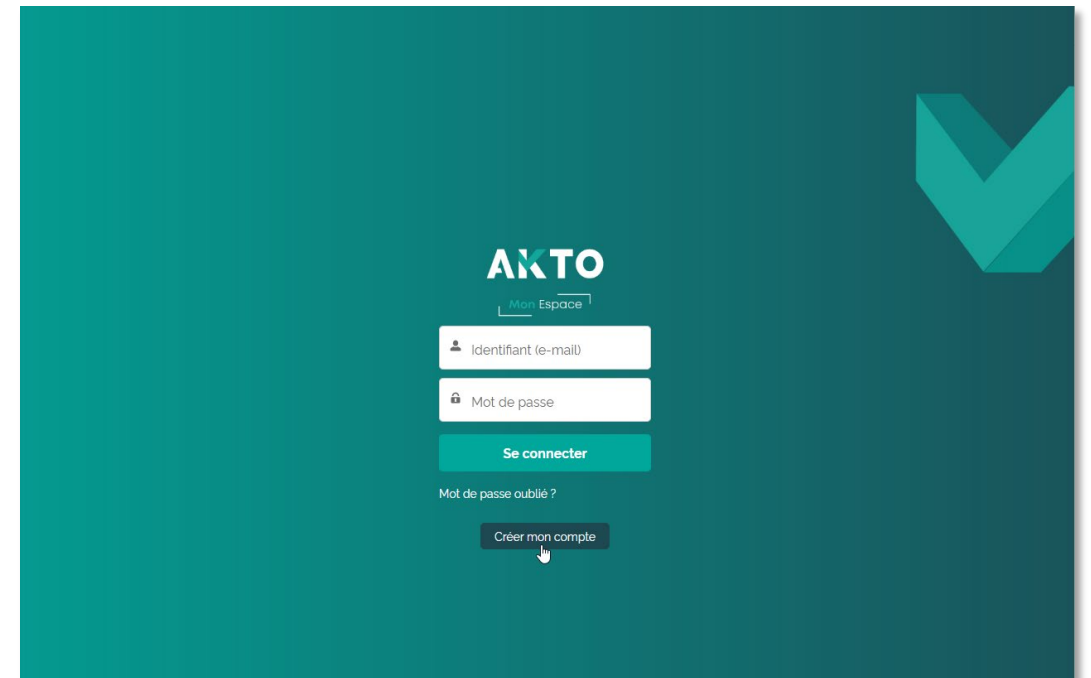 AKTO
Mon Espace
Identifiant (e-mail)
Mot de passe
Se connecter
Mot de passe oublié ?
Créer mon compte